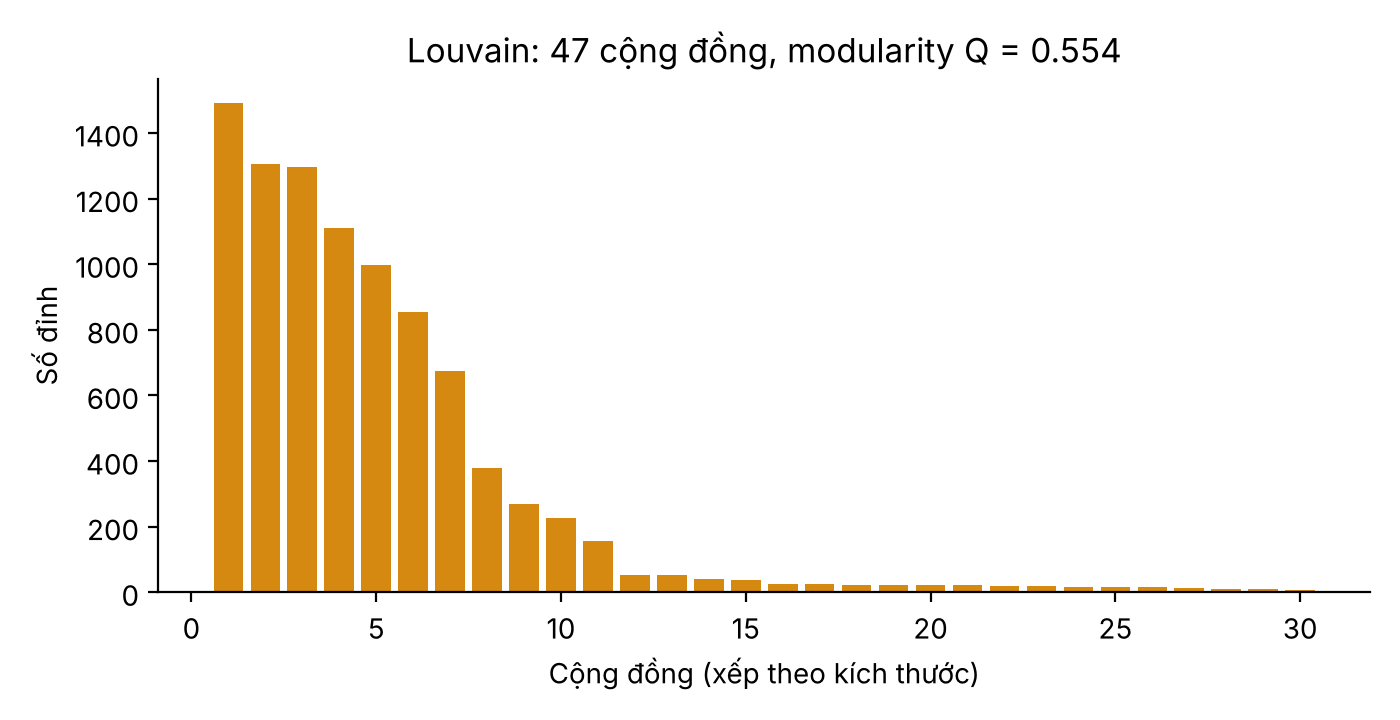 Louvain: 47 cộng đồng, modularity Q = 0.554
Số đỉnh
1400
1200
1000
800
600
400
200
0
0 5 10 15 20 25 30
Cộng đồng (xếp theo kích thước)